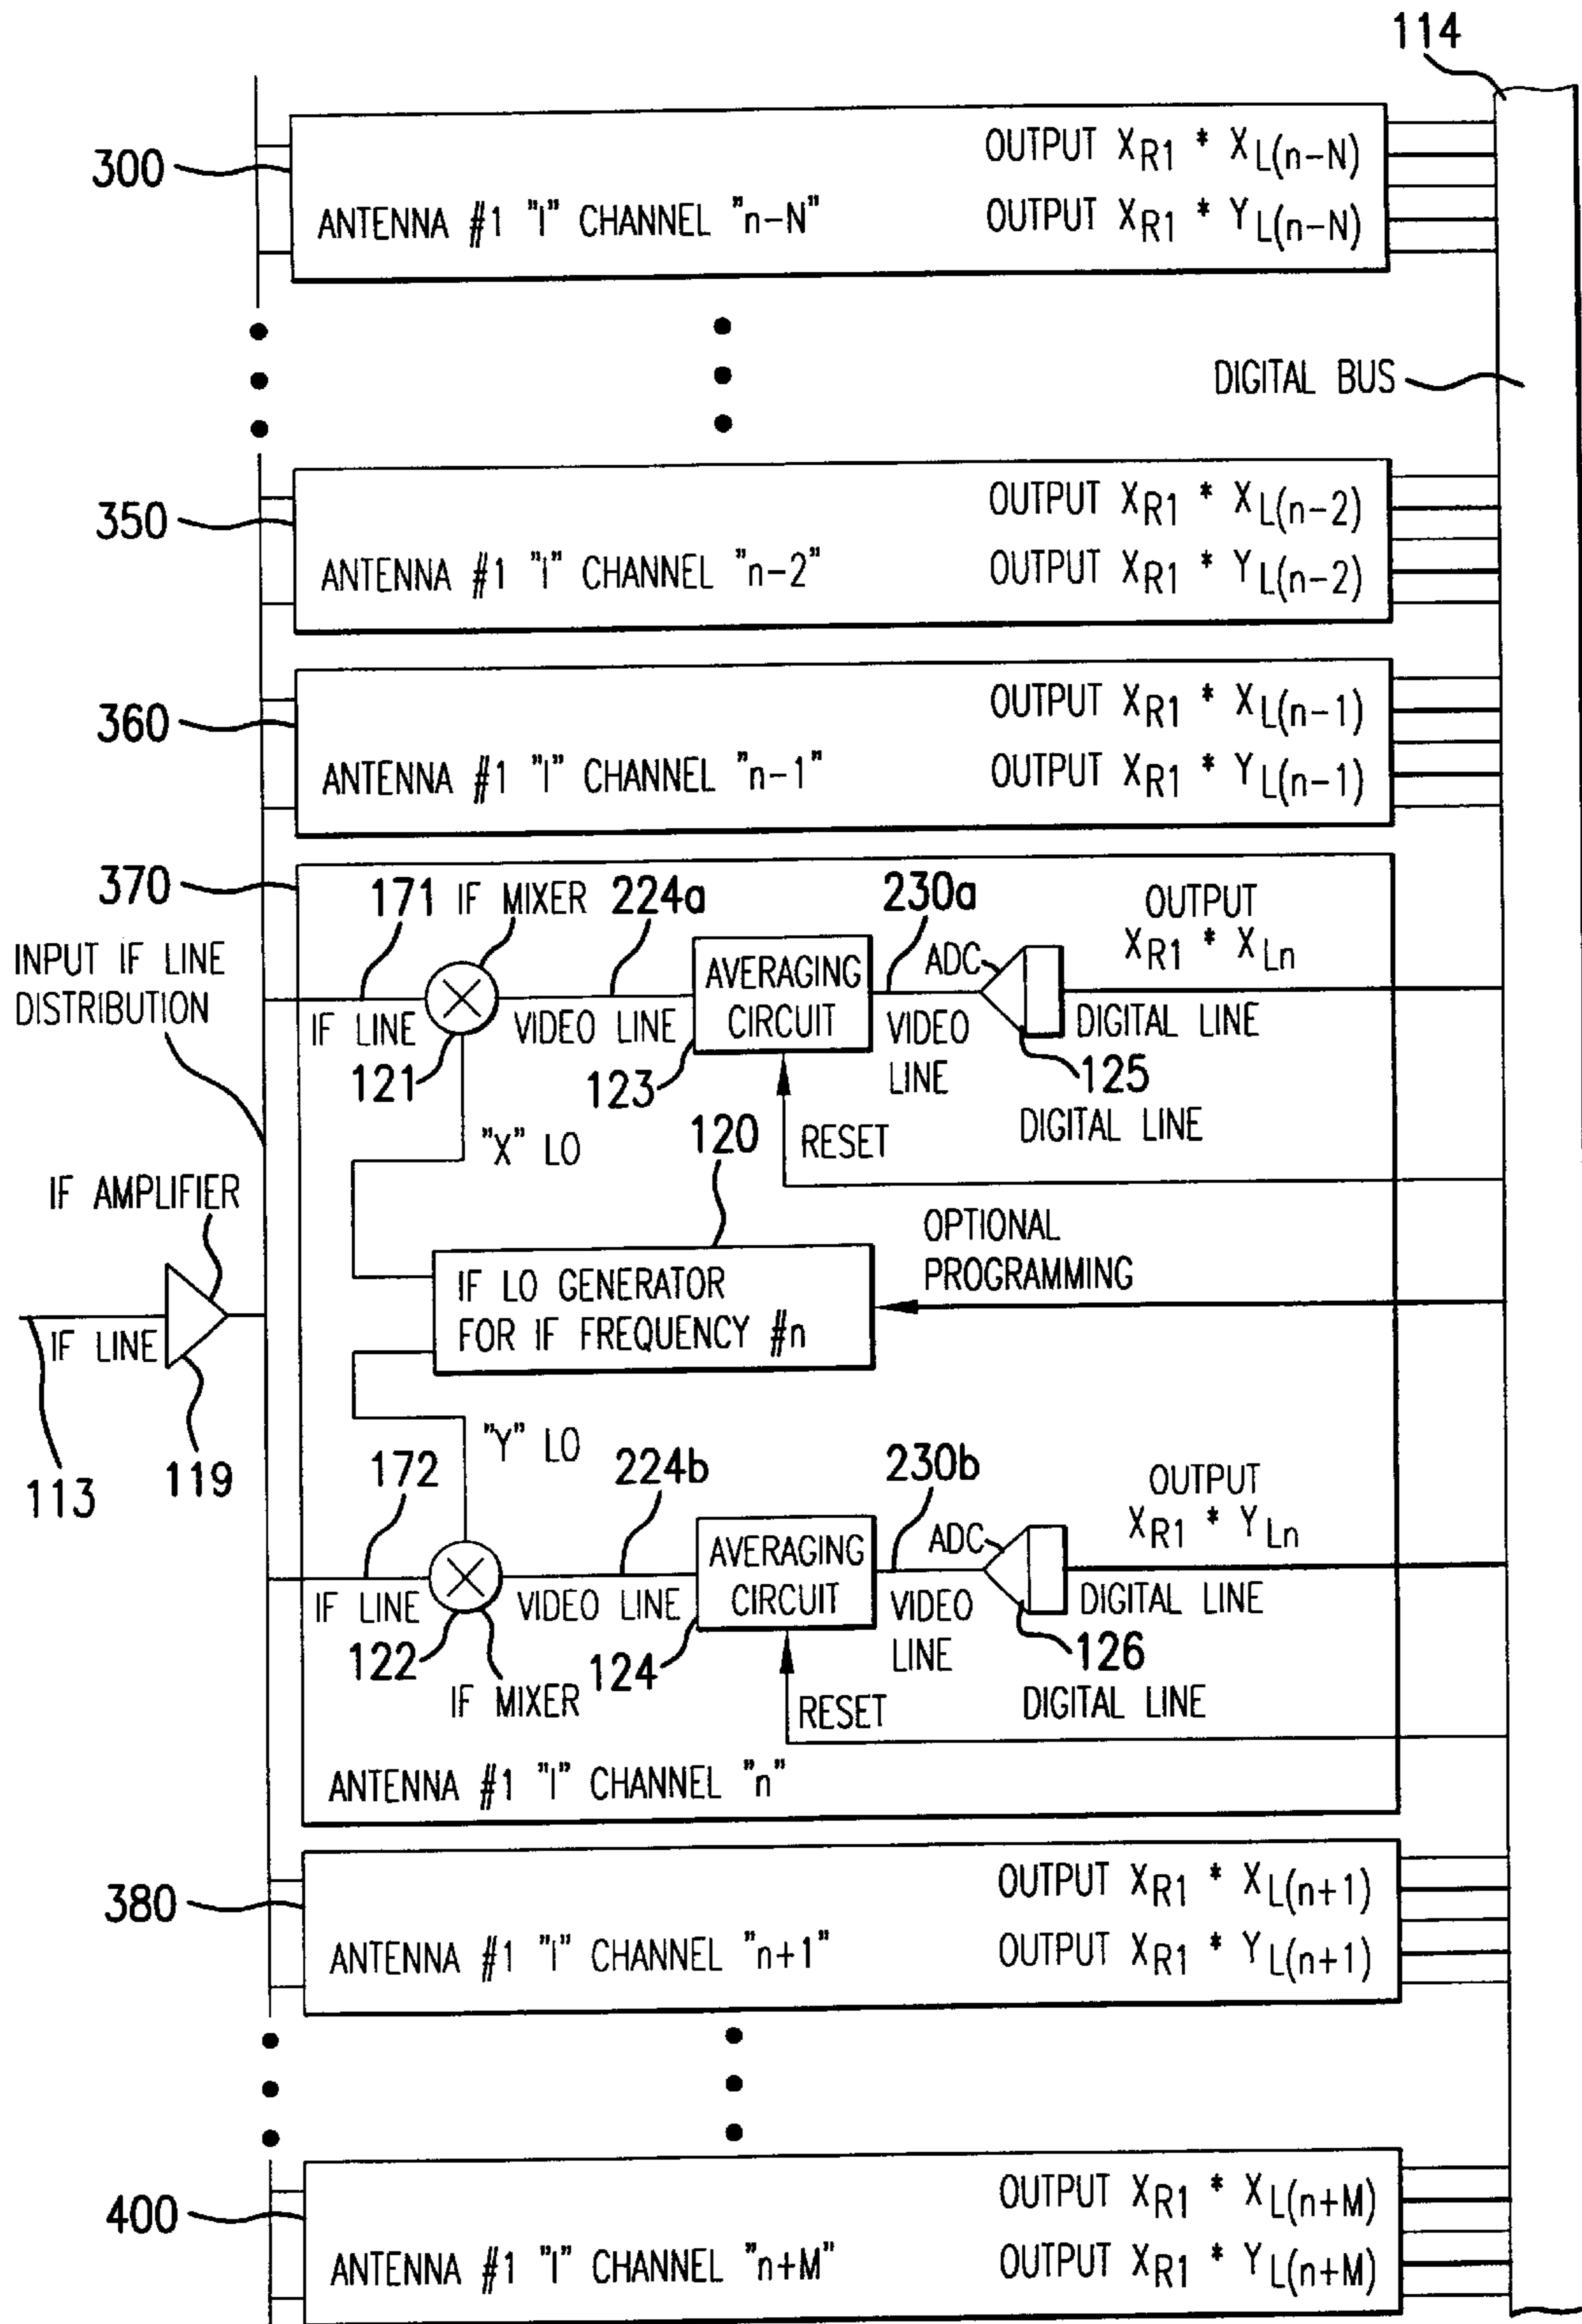 114
300
OUTPUT XR1 * XL(n-N)
ANTENNA #1 "I" CHANNEL "n-N"
OUTPUT XR1 * YL(n-N)
DIGITAL BUS
350
OUTPUT XR1 * XL(n-2)
ANTENNA #1 "I" CHANNEL "n-2"
OUTPUT XR1 * YL(n-2)
360
OUTPUT XR1 * XL(n-1)
ANTENNA #1 "I" CHANNEL "n-1"
OUTPUT XR1 * YL(n-1)
370
171
IF MIXER
224a
230a
OUTPUT
XR1 * XLn
INPUT IF LINE
DISTRIBUTION
AVERAGING
CIRCUIT
ADC
IF LINE
VIDEO LINE
VIDEO
LINE
DIGITAL LINE
121
123
125
DIGITAL LINE
"X" LO
120
RESET
IF AMPLIFIER
OPTIONAL
PROGRAMMING
IF LO GENERATOR
FOR IF FREQUENCY #n
IF LINE
113
119
"Y" LO
172
224b
230b
OUTPUT
XR1 * YLn
AVERAGING
CIRCUIT
ADC
IF LINE
VIDEO LINE
VIDEO
LINE
DIGITAL LINE
122
124
126
IF MIXER
RESET
DIGITAL LINE
ANTENNA #1 "I" CHANNEL "n"
380
OUTPUT XR1 * XL(n+1)
ANTENNA #1 "I" CHANNEL "n+1"
OUTPUT XR1 * YL(n+1)
400
OUTPUT XR1 * XL(n+M)
ANTENNA #1 "I" CHANNEL "n+M"
OUTPUT XR1 * YL(n+M)